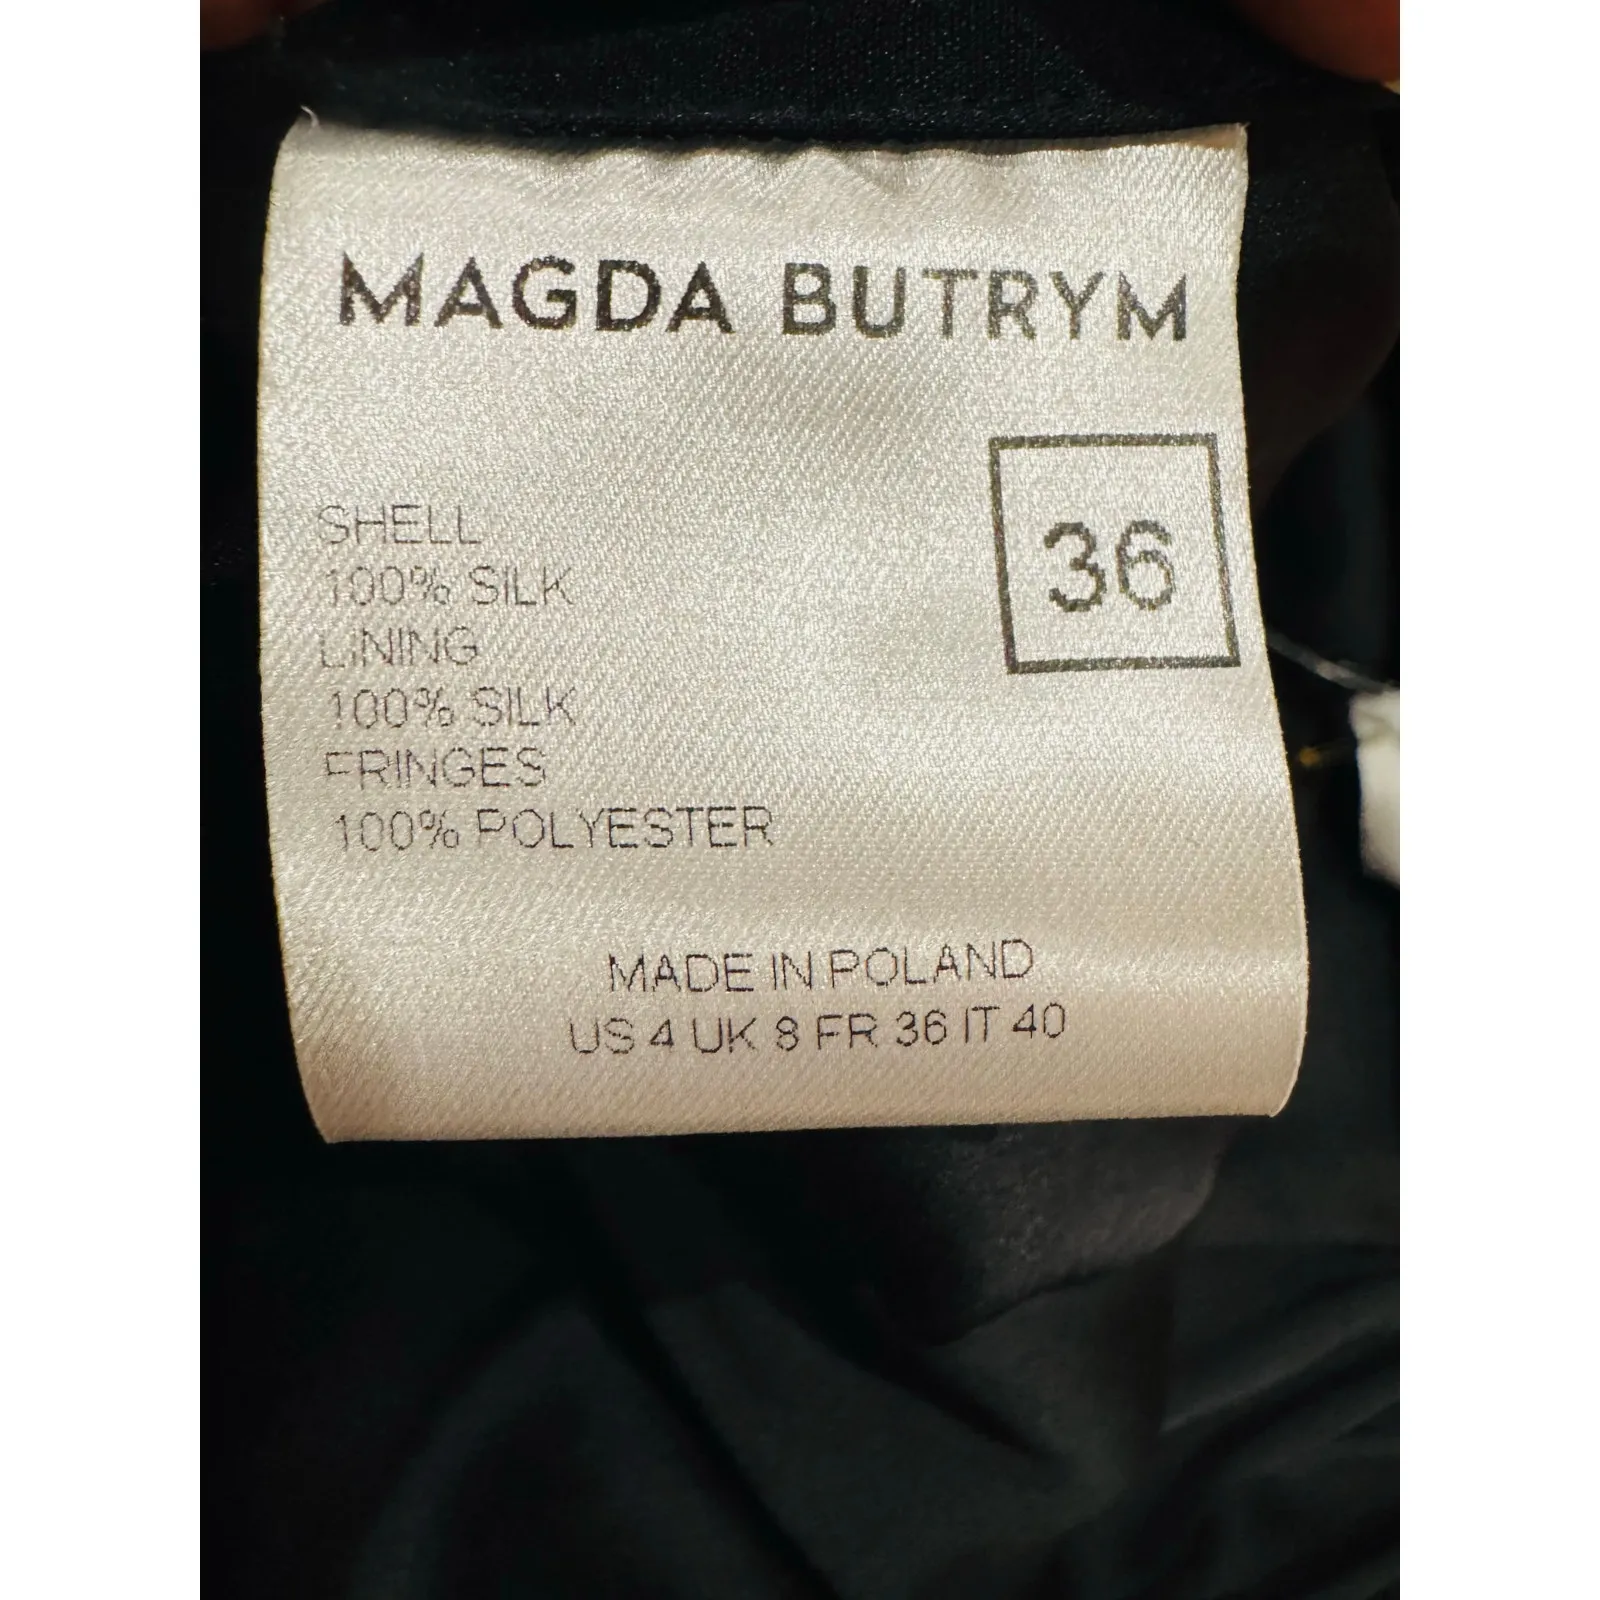 MAGDA BUTRYM
36
SHELL
100% SILK
LINING
100% SILK
FRINGES
100% POLYESTER
MADE IN POLAND
US 4 UK 8 FR 36 IT 40